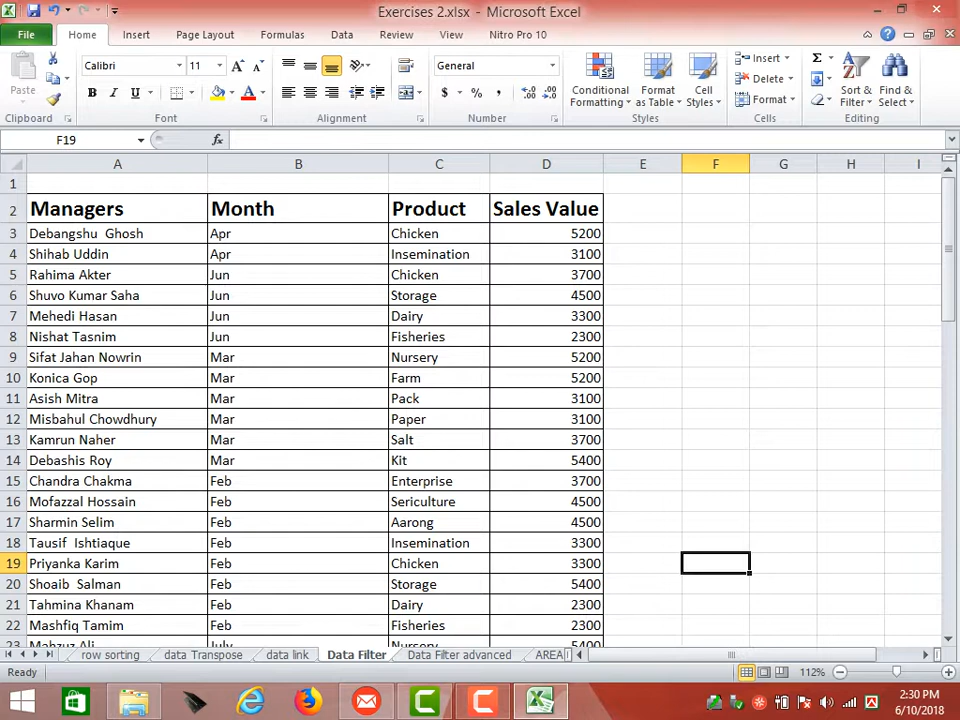 Exercises 2.xlsx - Microsoft Excel
File Home Insert Page Layout Formulas Data Review View Nitro Pro 10
Paste Calibri 11 A A General Conditional Formatting Format as Table Cell Styles Insert Delete Format Σ Sort & Filter Find & Select
B I U A $ % ,
Clipboard Font Alignment Number Styles Cells Editing
F19 fx
A B C D E F G H I
1
2 Managers Month Product Sales Value
3 Debangshu Ghosh Apr Chicken 5200
4 Shihab Uddin Apr Insemination 3100
5 Rahima Akter Jun Chicken 3700
6 Shuvo Kumar Saha Jun Storage 4500
7 Mehedi Hasan Jun Dairy 3300
8 Nishat Tasnim Jun Fisheries 2300
9 Sifat Jahan Nowrin Mar Nursery 5200
10 Konica Gop Mar Farm 5200
11 Asish Mitra Mar Pack 3100
12 Misbahul Chowdhury Mar Paper 3100
13 Kamrun Naher Mar Salt 3700
14 Debashis Roy Mar Kit 5400
15 Chandra Chakma Feb Enterprise 3700
16 Mofazzal Hossain Feb Sericulture 4500
17 Sharmin Selim Feb Aarong 4500
18 Tausif Ishtiaque Feb Insemination 3300
19 Priyanka Karim Feb Chicken 3300
20 Shoaib Salman Feb Storage 5400
21 Tahmina Khanam Feb Dairy 2300
22 Mashfiq Tamim Feb Fisheries 2300
23 Mahzuz Ali July Nursery 5400
row sorting data Transpose data link Data Filter Data Filter advanced AREA
Ready 112%
2:30 PM
6/10/2018